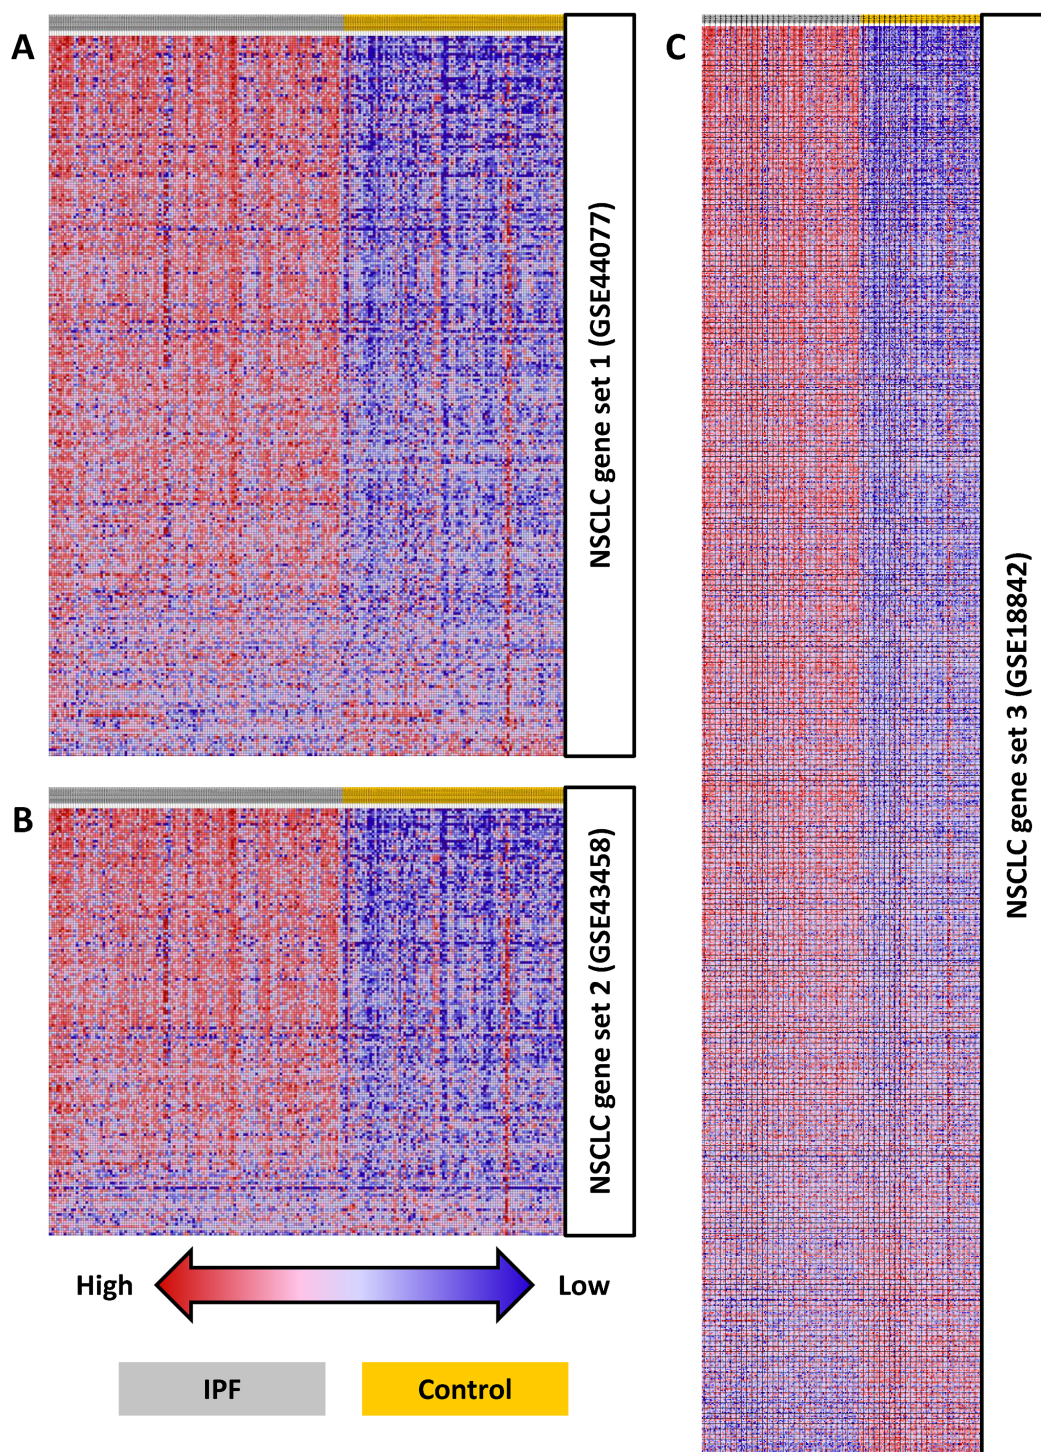 A
NSCLC gene set 1 (GSE44077)
B
NSCLC gene set 2 (GSE43458)
High
Low
IPF
Control
C
NSCLC gene set 3 (GSE18842)